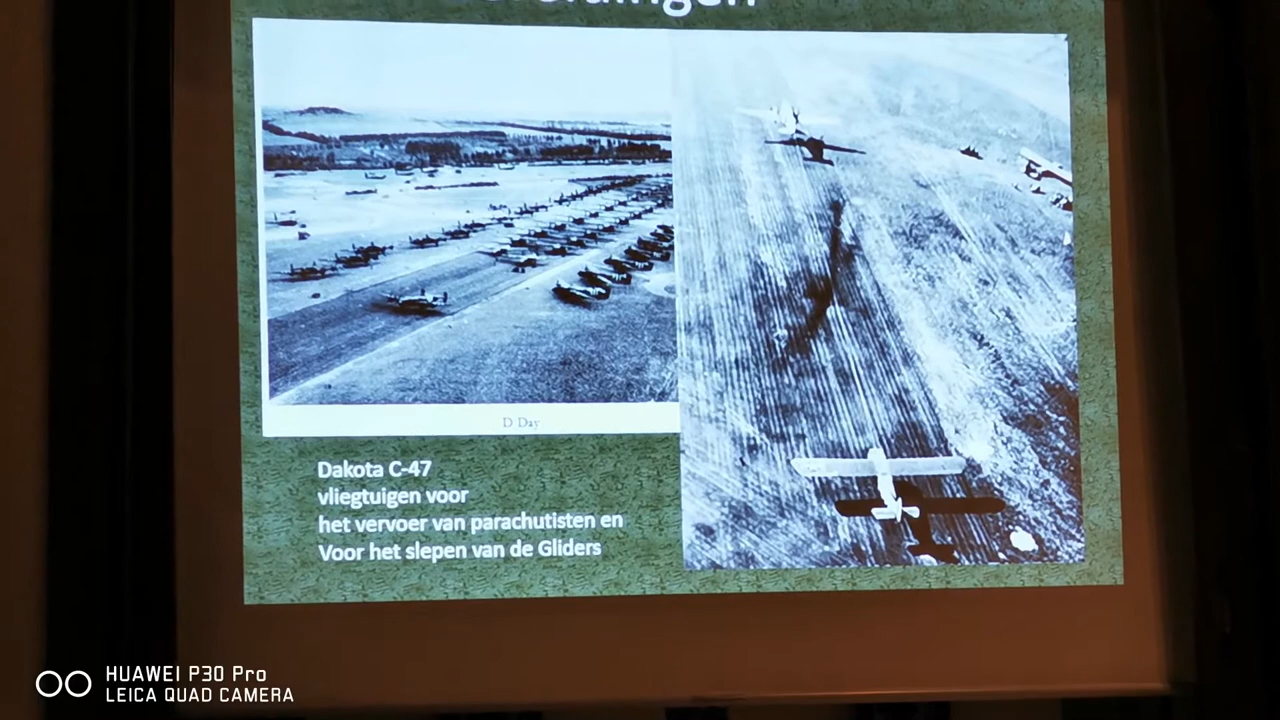 D Day
Dakota C-47
vliegtuigen voor
het vervoer van parachutisten en
Voor het slepen van de Gliders
HUAWEI P30 Pro
LEICA QUAD CAMERA